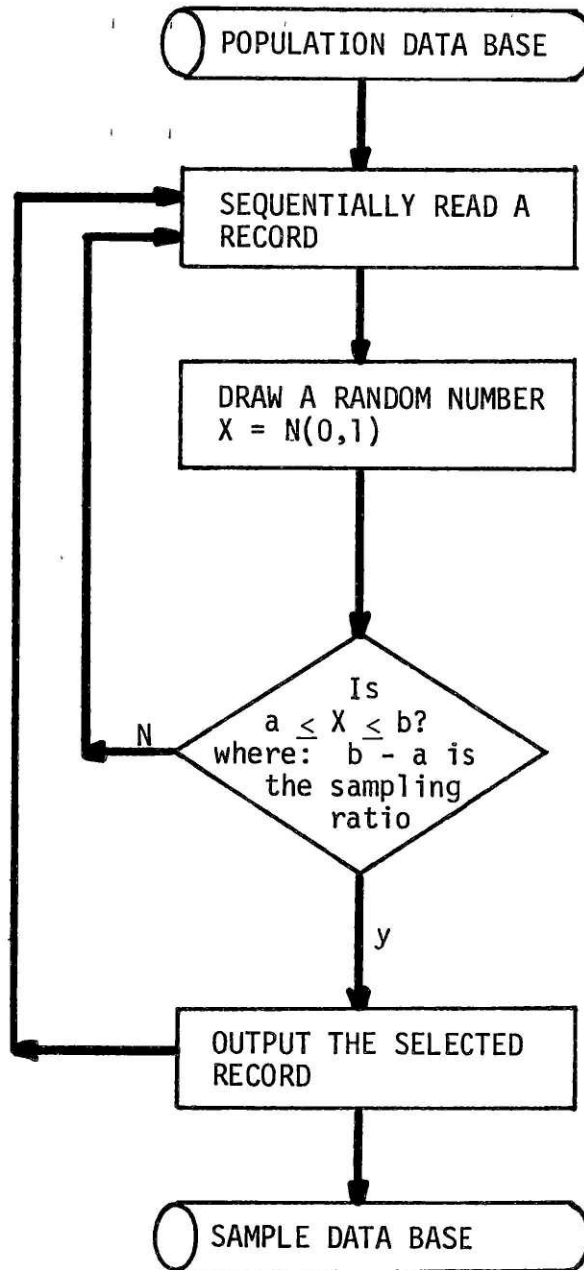 POPULATION DATA BASE
SEQUENTIALLY READ A
RECORD
DRAW A RANDOM NUMBER
X = N(0,1)
Is
a ≤ X ≤ b?
where: b - a is
the sampling
ratio
N
y
OUTPUT THE SELECTED
RECORD
SAMPLE DATA BASE